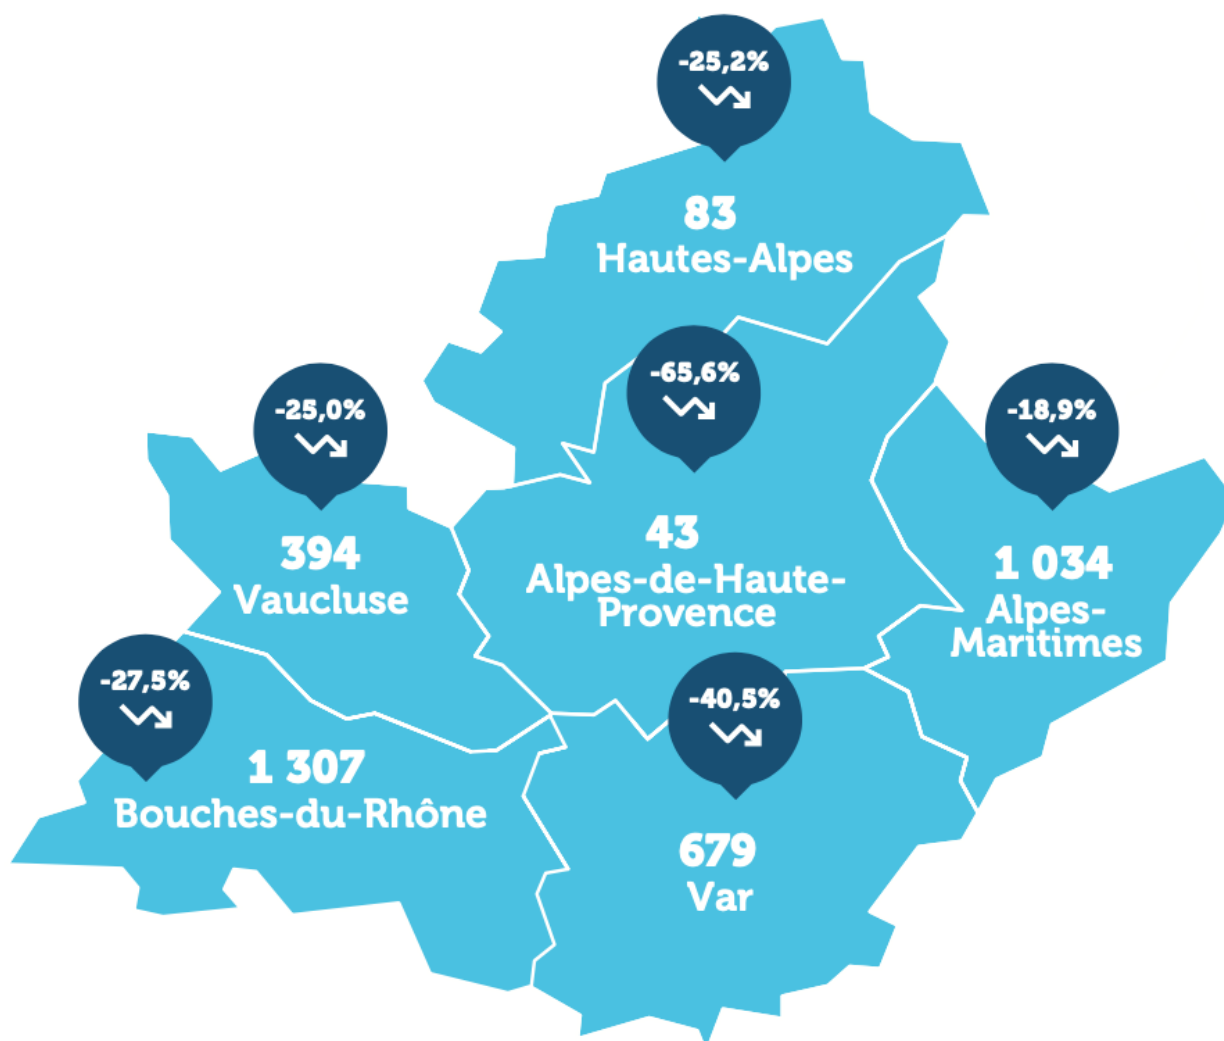 -25,2%
83
Hautes-Alpes
-65,6%
43
Alpes-de-Haute-
Provence
-25,0%
394
Vaucluse
-18,9%
1 034
Alpes-
Maritimes
-27,5%
1 307
Bouches-du-Rhône
-40,5%
679
Var